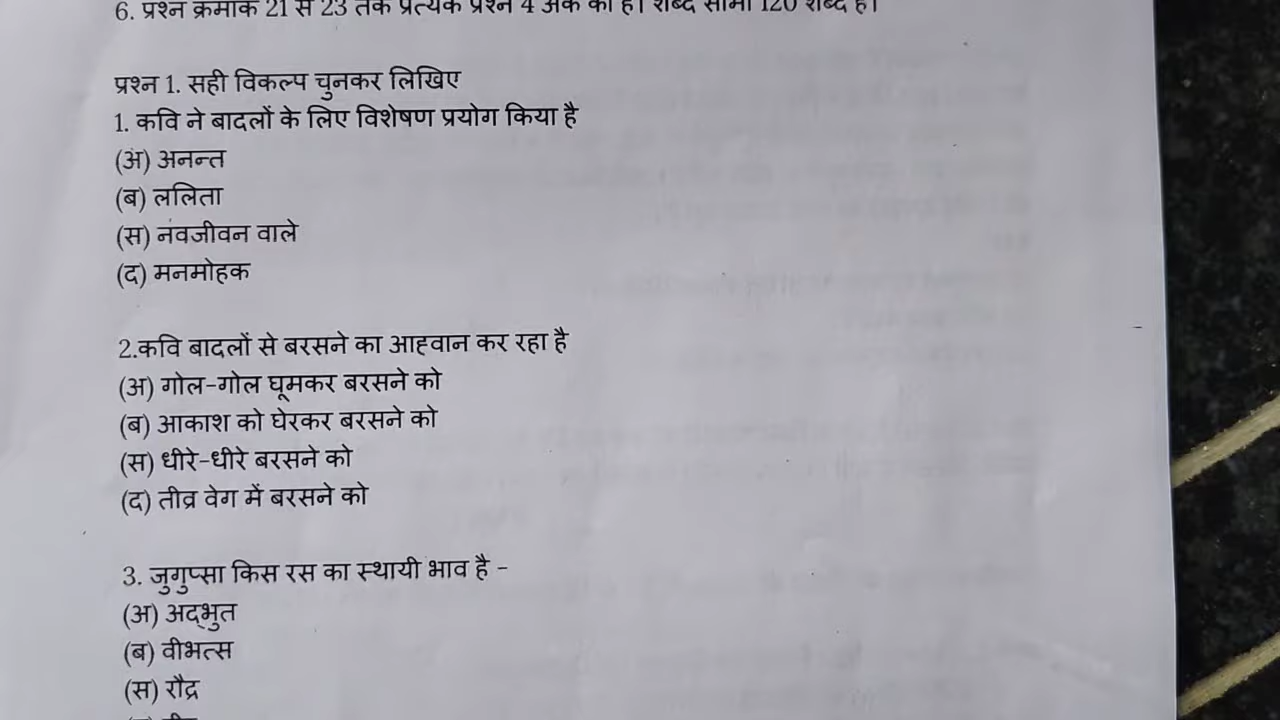 6. प्रश्न क्रमांक 21 से 23 तक प्रत्येक प्रश्न 4 अंक का है। शब्द सीमा 120 शब्द है।
प्रश्न 1. सही विकल्प चुनकर लिखिए
1. कवि ने बादलों के लिए विशेषण प्रयोग किया है
(अ) अनन्त
(ब) ललिता
(स) नवजीवन वाले
(द) मनमोहक
2.कवि बादलों से बरसने का आह्वान कर रहा है
(अ) गोल-गोल घूमकर बरसने को
(ब) आकाश को घेरकर बरसने को
(स) धीरे-धीरे बरसने को
(द) तीव्र वेग में बरसने को
3. जुगुप्सा किस रस का स्थायी भाव है -
(अ) अद्भुत
(ब) वीभत्स
(स) रौद्र